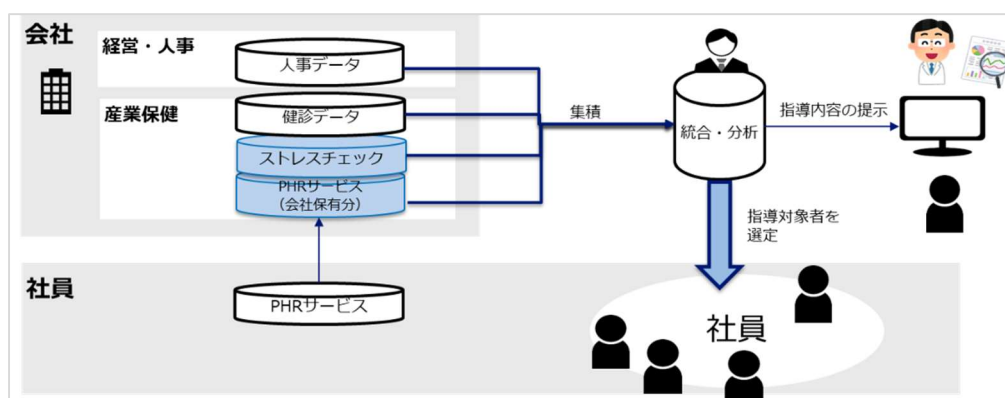 会社
経営・人事
人事データ
産業保健
健診データ
ストレスチェック
PHRサービス
（会社保有分）
集積
統合・分析
指導内容の提示
指導対象者を
選定
社員
PHRサービス
社員